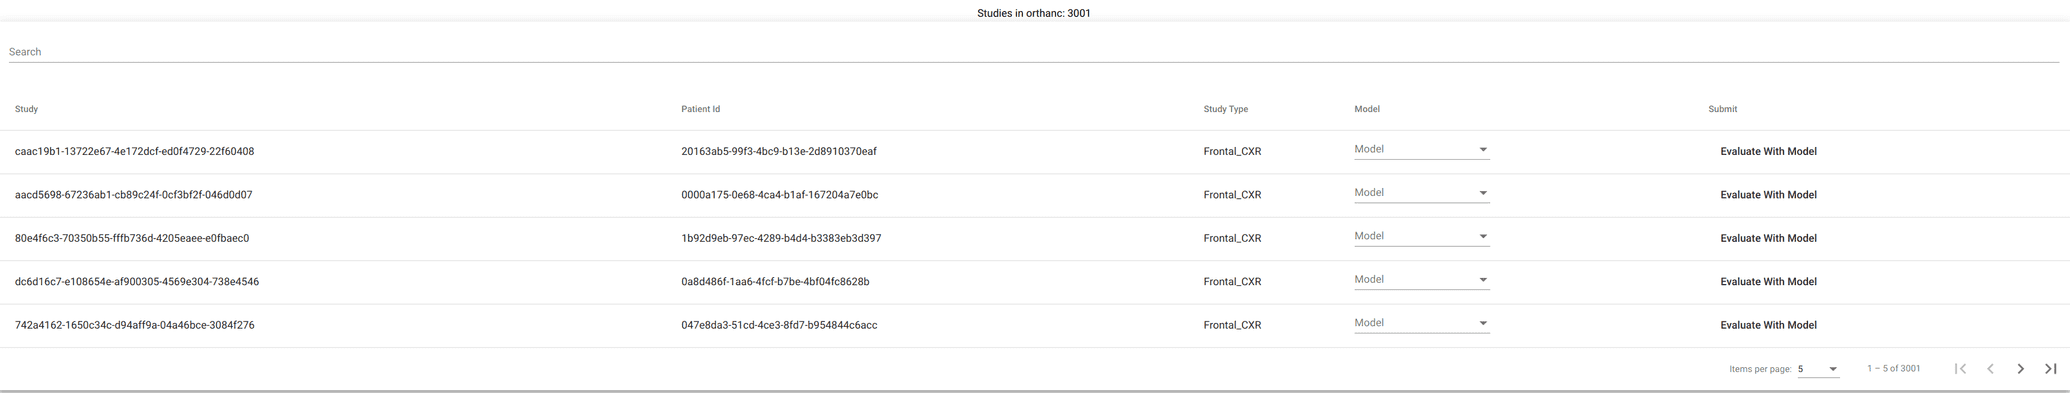 Studies in orthanc: 3001
Search
Study Patient Id Study Type Model Submit
caac19b1-13722e67-4e172dcf-ed0f4729-22f60408 20163ab5-99f3-4bc9-b13e-2d8910370eaf Frontal_CXR Model Evaluate With Model
aacd5698-67236ab1-cb89c24f-0cf3bf2f-046d0d07 0000a175-0e68-4ca4-b1af-167204a7e0bc Frontal_CXR Model Evaluate With Model
80e4f6c3-70350b55-fffb736d-4205eaee-e0fbaec0 1b92d9eb-97ec-4289-b4d4-b3383eb3d397 Frontal_CXR Model Evaluate With Model
dc6d16c7-e108654e-af900305-4569e304-738e4546 0a8d486f-1aa6-4fcf-b7be-4bf04fc8628b Frontal_CXR Model Evaluate With Model
742a4162-1650c34c-d94aff9a-04a46bce-3084f276 047e8da3-51cd-4ce3-8fd7-b954844c6acc Frontal_CXR Model Evaluate With Model
Items per page: 5 1 – 5 of 3001